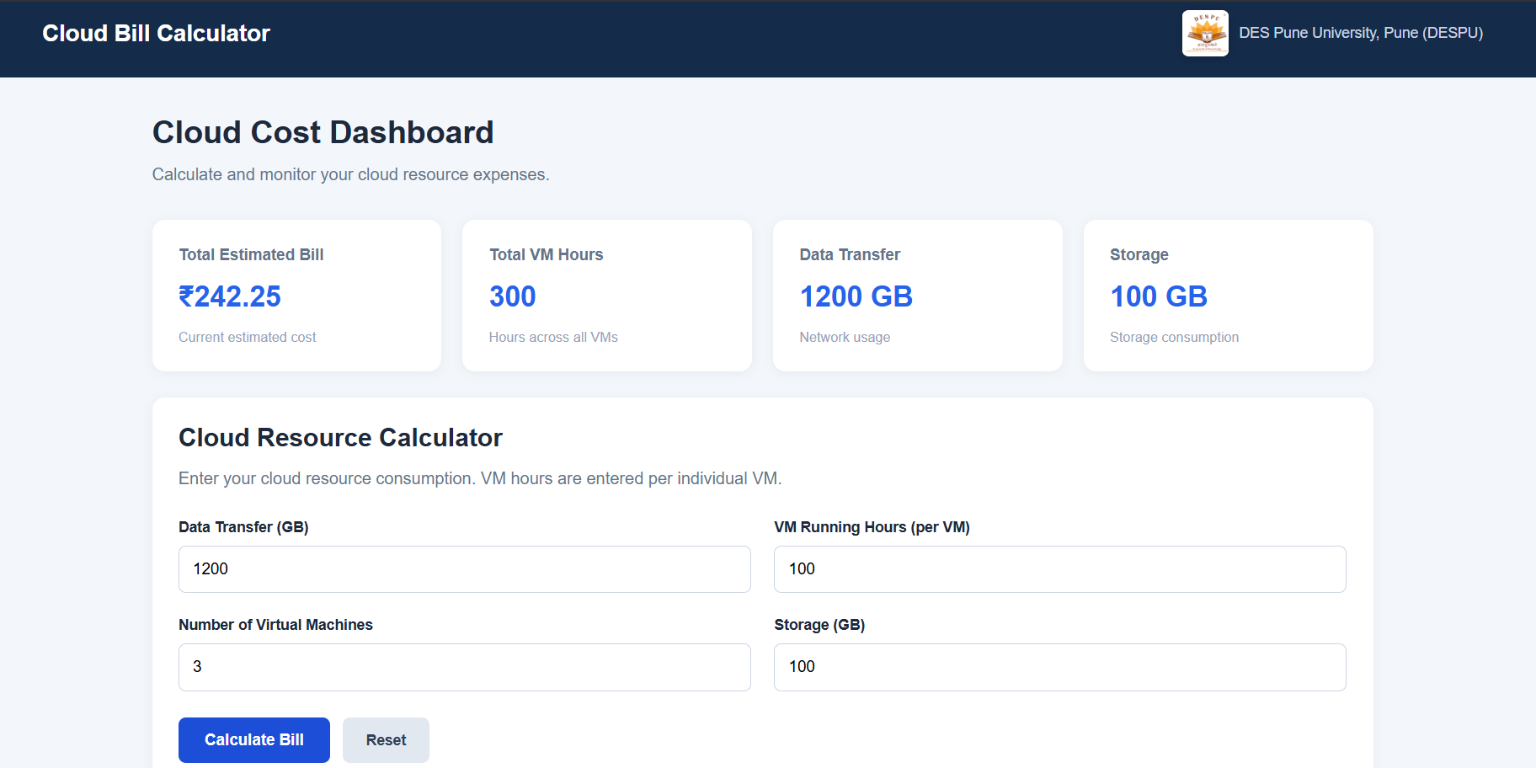 Cloud Bill Calculator
DES Pune University, Pune (DESPU)
Cloud Cost Dashboard
Calculate and monitor your cloud resource expenses.
Total Estimated Bill
₹242.25
Current estimated cost
Total VM Hours
300
Hours across all VMs
Data Transfer
1200 GB
Network usage
Storage
100 GB
Storage consumption
Cloud Resource Calculator
Enter your cloud resource consumption. VM hours are entered per individual VM.
Data Transfer (GB)
1200
VM Running Hours (per VM)
100
Number of Virtual Machines
3
Storage (GB)
100
Calculate Bill
Reset